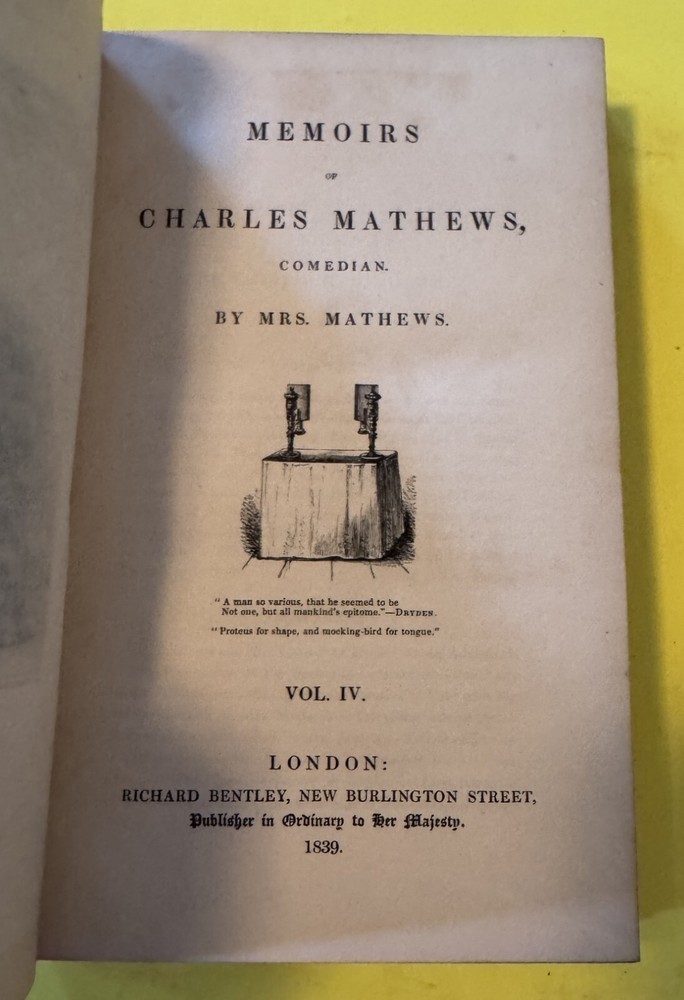 MEMOIRS
OF
CHARLES MATHEWS,
COMEDIAN.
BY MRS. MATHEWS.
" A man so various, that he seemed to be
Not one, but all mankind's epitome."—DRYDEN.
"Proteus for shape, and mocking-bird for tongue."
VOL. IV.
LONDON:
RICHARD BENTLEY, NEW BURLINGTON STREET,
Publisher in Ordinary to Her Majesty.
1839.